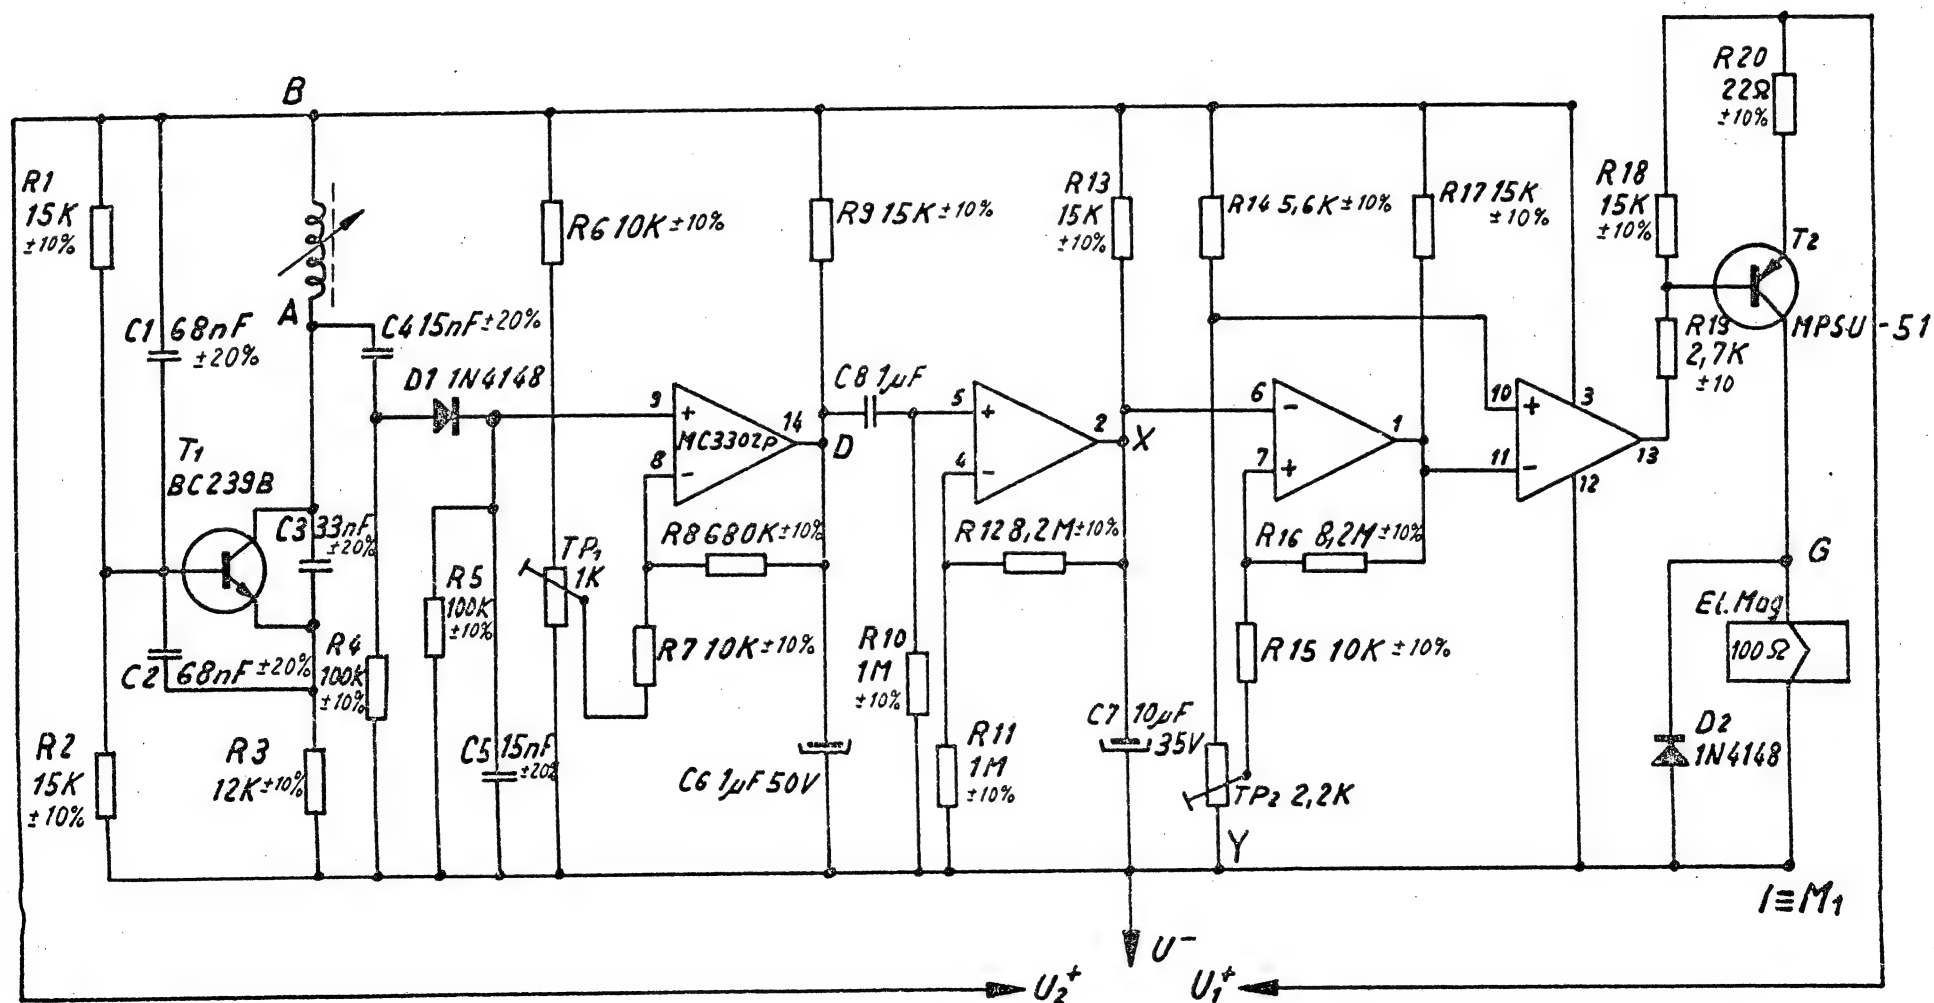 B
R1
15K
±10%
C1 68nF
±20%
A
C4 15nF ±20%
D1 1N4148
T1
BC239B
C3 33nF
±20%
C2 68nF ±20%
R2
15K
±10%
R3
12K ±10%
R4
100K
±10%
R5
100K
±10%
C5 15nF
±20%
R6 10K ±10%
TP1
1K
R7 10K ±10%
R8 680K ±10%
9
+
MC3302P
8
-
14
D
R9 15K ±10%
C6 1µF 50V
C8 1µF
R10
1M
±10%
R11
1M
±10%
5
+
4
-
2
X
R12 8,2M ±10%
R13
15K
±10%
C7 10µF
35V
R14 5,6K ±10%
6
-
7
+
1
R15 10K ±10%
R16 8,2M ±10%
TP2 2,2K
Y
R17 15K
±10%
10
+
11
-
3
12
13
R18
15K
±10%
R19
2,7K
±10
R20
22Ω
±10%
T2
MPSU-51
G
El.Mag
100Ω
D2
1N4148
I≡M1
U-
U2+
U1+